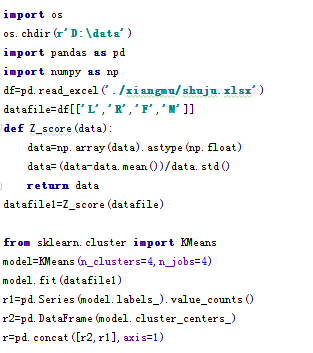 import os
os.chdir(r'D:\data')
import pandas as pd
import numpy as np
df=pd.read_excel('./xiangmu/shuju.xlsx')
datafile=df[['L','R','F','M']]
def Z_score(data):
    data=np.array(data).astype(np.float)
    data=(data-data.mean())/data.std()
    return data
datafile1=Z_score(datafile)

from sklearn.cluster import KMeans
model=KMeans(n_clusters=4,n_jobs=4)
model.fit(datafile1)
r1=pd.Series(model.labels_).value_counts()
r2=pd.DataFrame(model.cluster_centers_)
r=pd.concat([r2,r1],axis=1)